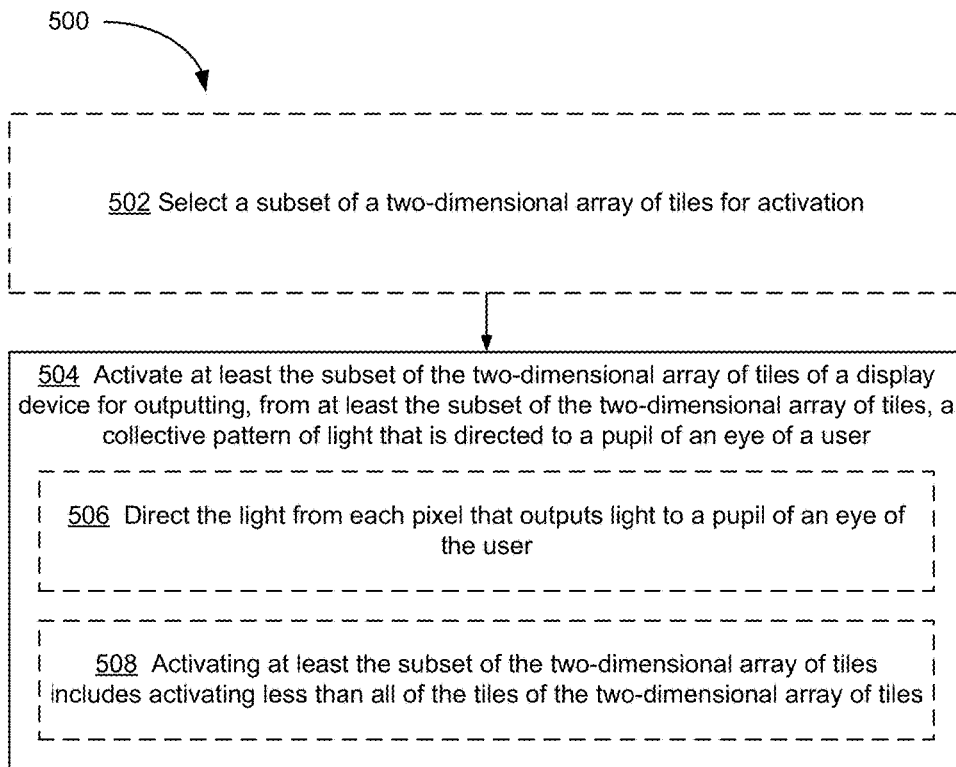 500
502 Select a subset of a two-dimensional array of tiles for activation
504 Activate at least the subset of the two-dimensional array of tiles of a display
device for outputting, from at least the subset of the two-dimensional array of tiles, a
collective pattern of light that is directed to a pupil of an eye of a user
506 Direct the light from each pixel that outputs light to a pupil of an eye of
the user
508 Activating at least the subset of the two-dimensional array of tiles
includes activating less than all of the tiles of the two-dimensional array of tiles